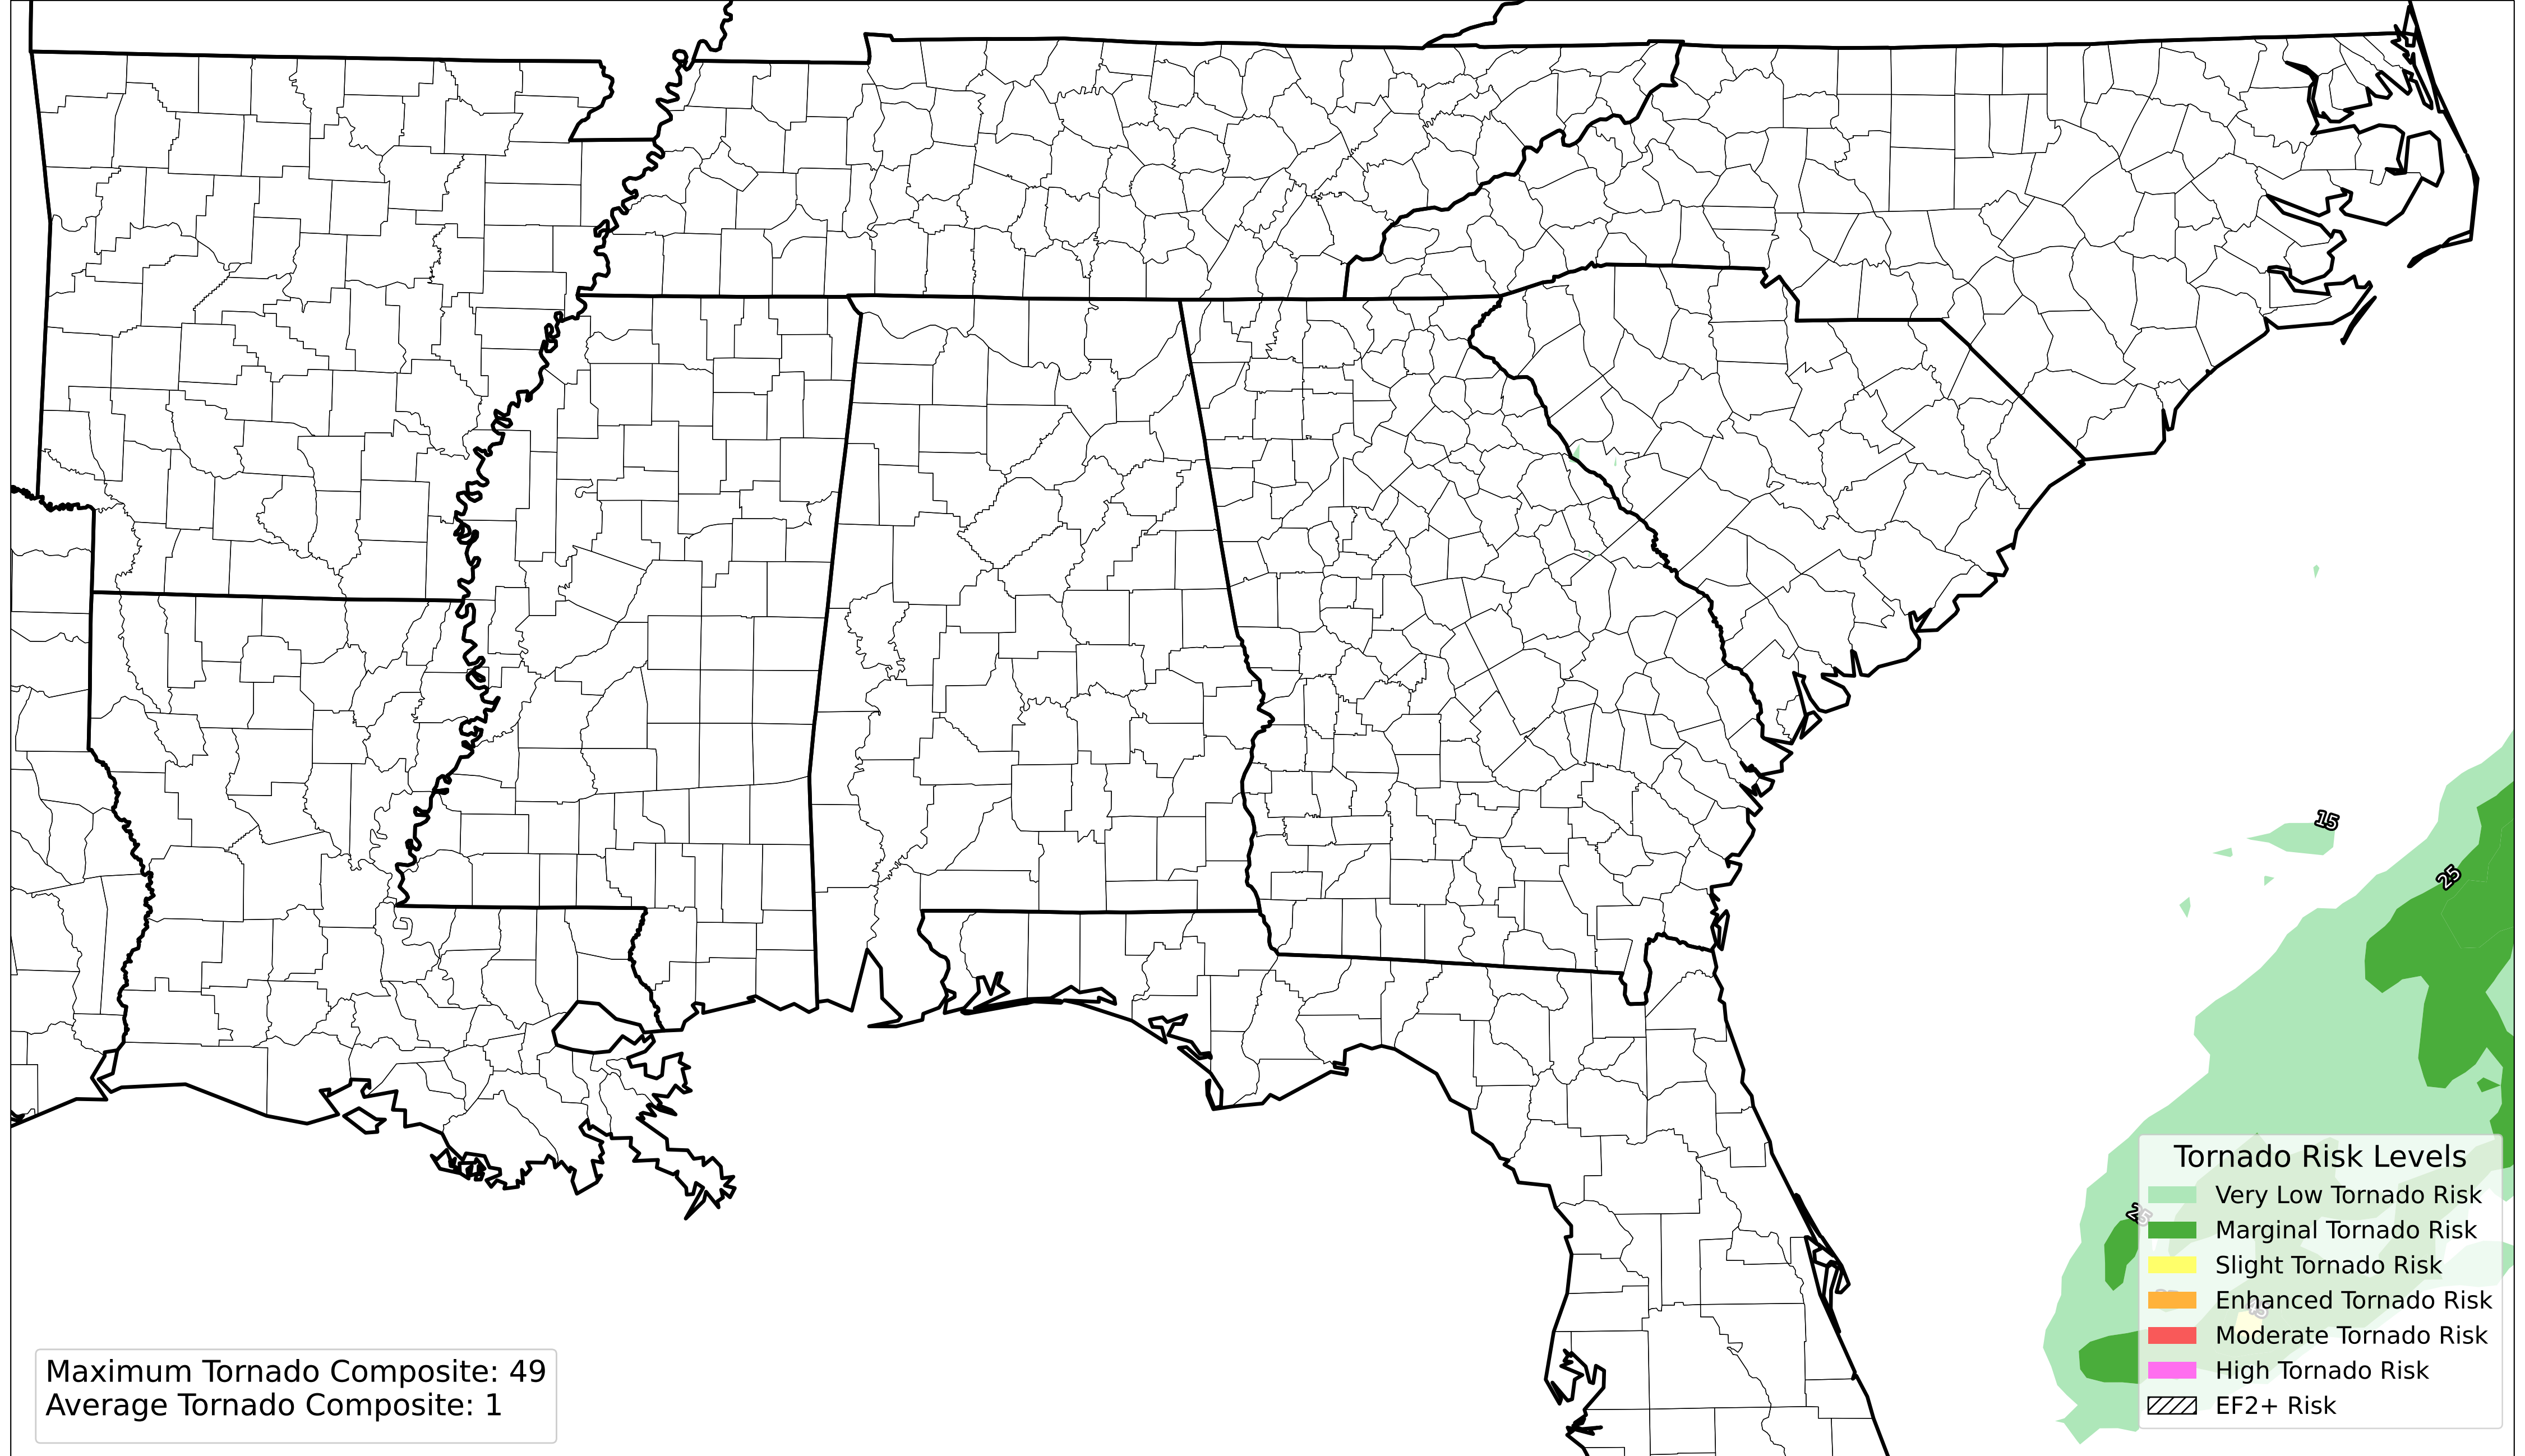 15
25
Tornado Risk Levels
Very Low Tornado Risk
Marginal Tornado Risk
Slight Tornado Risk
Enhanced Tornado Risk
Moderate Tornado Risk
High Tornado Risk
EF2+ Risk
Maximum Tornado Composite: 49
Average Tornado Composite: 1